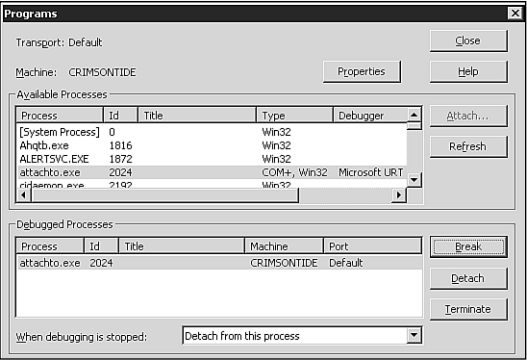 Programs
Transport: Default
Close
Machine: CRIMSONTIDE
Properties
Help
Available Processes
Process Id Title Type Debugger
[System Process] 0 Win32
Ahqtb.exe 1816 Win32
ALERTSVC.EXE 1872 Win32
attachto.exe 2024 COM+, Win32 Microsoft URT
cidaemon.exe 2192 Win32
Attach...
Refresh
Debugged Processes
Process Id Title Machine Port
attachto.exe 2024 CRIMSONTIDE Default
Break
Detach
Terminate
When debugging is stopped: Detach from this process